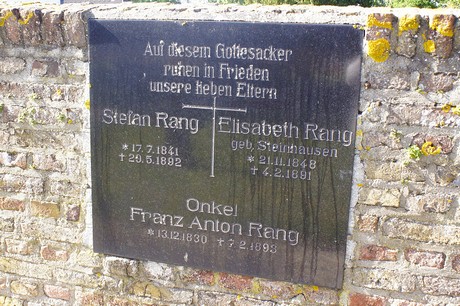 Auf diesem Gottesacker
ruhen in Frieden
unsere lieben Eltern
Stefan Rang
* 17.7.1841
+ 29.5.1892
Elisabeth Rang
geb. Steinhausen
* 21.11.1848
+ 4.2.1891
Onkel
Franz Anton Rang
* 13.12.1830 + 7.2.1893